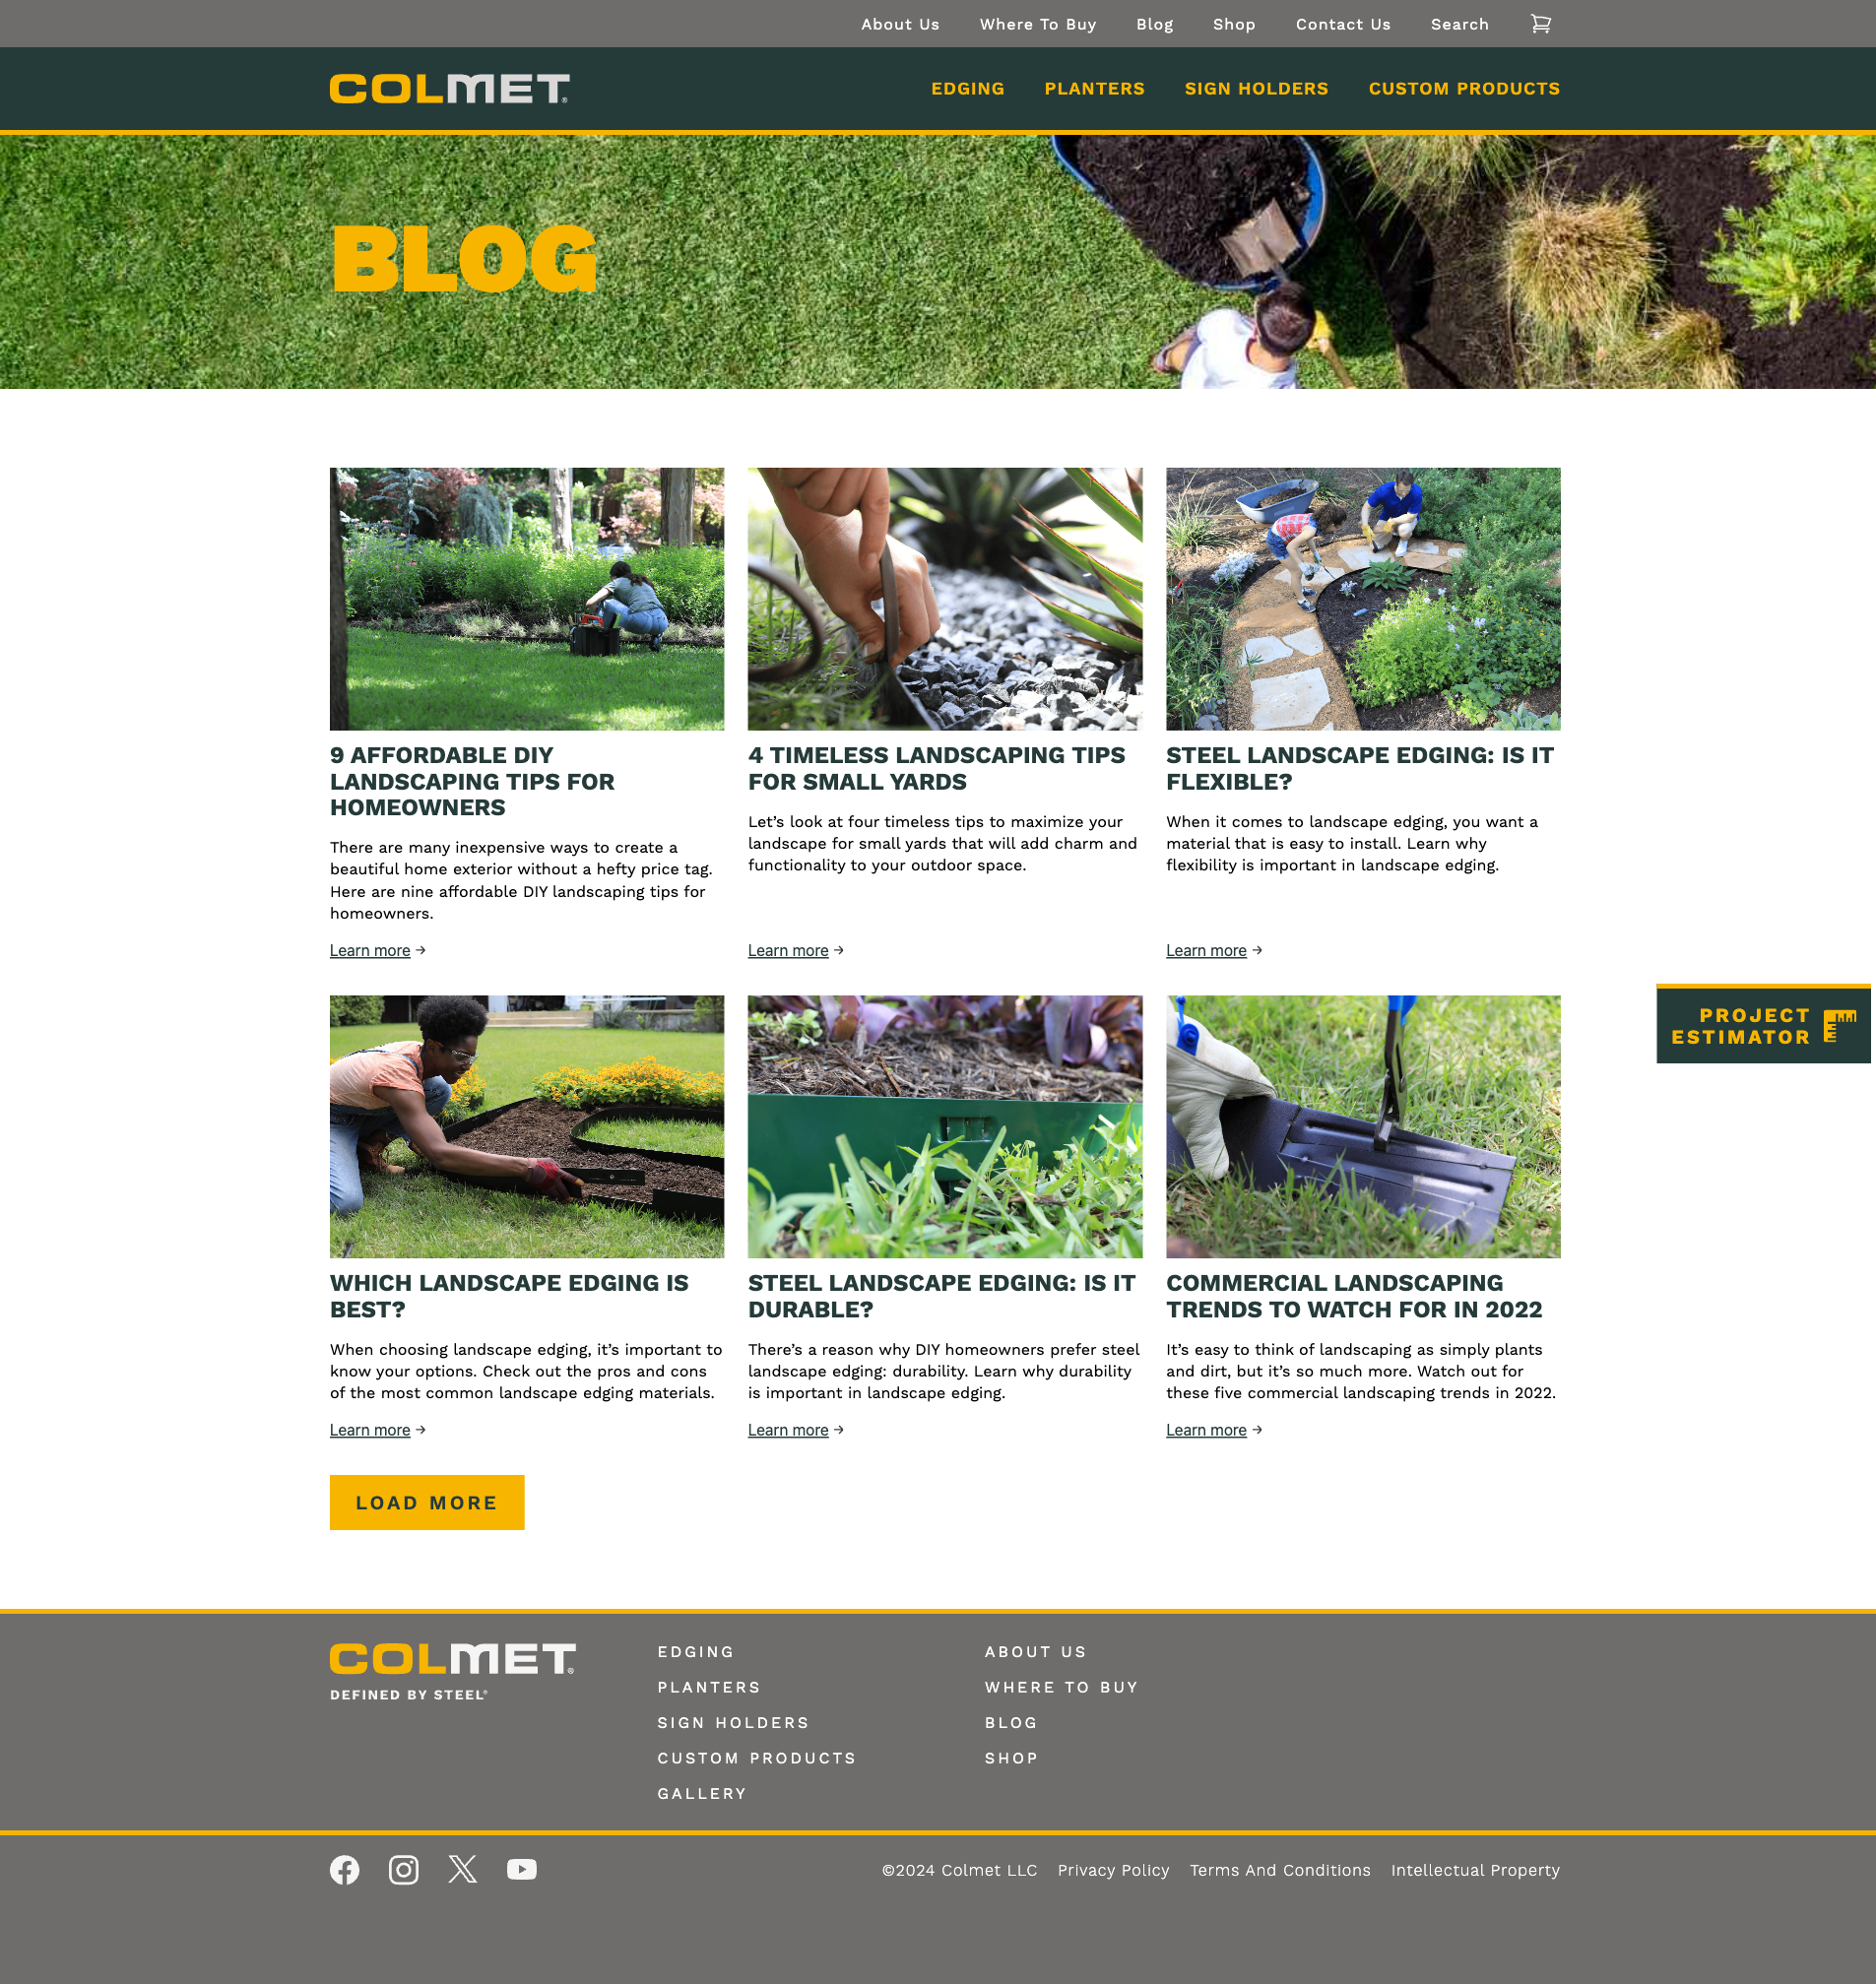 About Us Where To Buy Blog Shop Contact Us Search
COLMET®
EDGING PLANTERS SIGN HOLDERS CUSTOM PRODUCTS
BLOG
9 AFFORDABLE DIY
LANDSCAPING TIPS FOR
HOMEOWNERS
There are many inexpensive ways to create a
beautiful home exterior without a hefty price tag.
Here are nine affordable DIY landscaping tips for
homeowners.
Learn more →
4 TIMELESS LANDSCAPING TIPS
FOR SMALL YARDS
Let’s look at four timeless tips to maximize your
landscape for small yards that will add charm and
functionality to your outdoor space.
Learn more →
STEEL LANDSCAPE EDGING: IS IT
FLEXIBLE?
When it comes to landscape edging, you want a
material that is easy to install. Learn why
flexibility is important in landscape edging.
Learn more →
PROJECT
ESTIMATOR
WHICH LANDSCAPE EDGING IS
BEST?
When choosing landscape edging, it’s important to
know your options. Check out the pros and cons
of the most common landscape edging materials.
Learn more →
STEEL LANDSCAPE EDGING: IS IT
DURABLE?
There’s a reason why DIY homeowners prefer steel
landscape edging: durability. Learn why durability
is important in landscape edging.
Learn more →
COMMERCIAL LANDSCAPING
TRENDS TO WATCH FOR IN 2022
It’s easy to think of landscaping as simply plants
and dirt, but it’s so much more. Watch out for
these five commercial landscaping trends in 2022.
Learn more →
LOAD MORE
COLMET®
DEFINED BY STEEL®
EDGING
PLANTERS
SIGN HOLDERS
CUSTOM PRODUCTS
GALLERY
ABOUT US
WHERE TO BUY
BLOG
SHOP
©2024 Colmet LLC Privacy Policy Terms And Conditions Intellectual Property